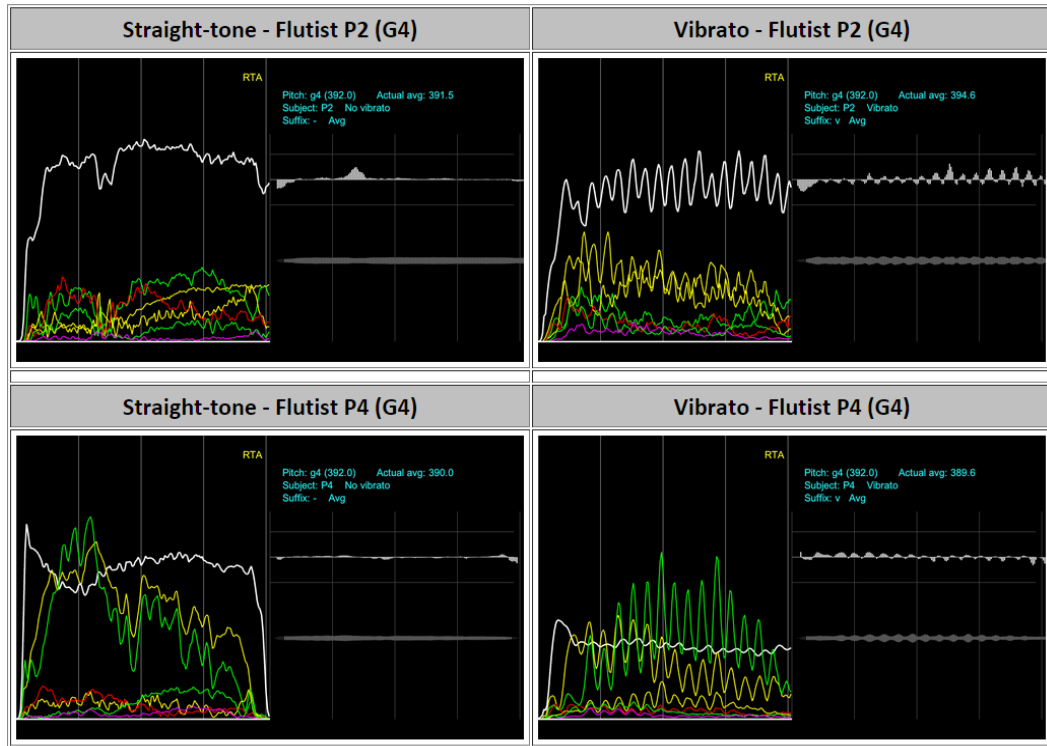 Straight-tone - Flutist P2 (G4)
Vibrato - Flutist P2 (G4)
RTA
Pitch: g4 (392.0) Actual avg: 391.5
Subject: P2 No vibrato
Suffix: - Avg
RTA
Pitch: g4 (392.0) Actual avg: 394.6
Subject: P2 Vibrato
Suffix: v Avg
Straight-tone - Flutist P4 (G4)
Vibrato - Flutist P4 (G4)
RTA
Pitch: g4 (392.0) Actual avg: 390.0
Subject: P4 No vibrato
Suffix: - Avg
RTA
Pitch: g4 (392.0) Actual avg: 389.6
Subject: P4 Vibrato
Suffix: v Avg